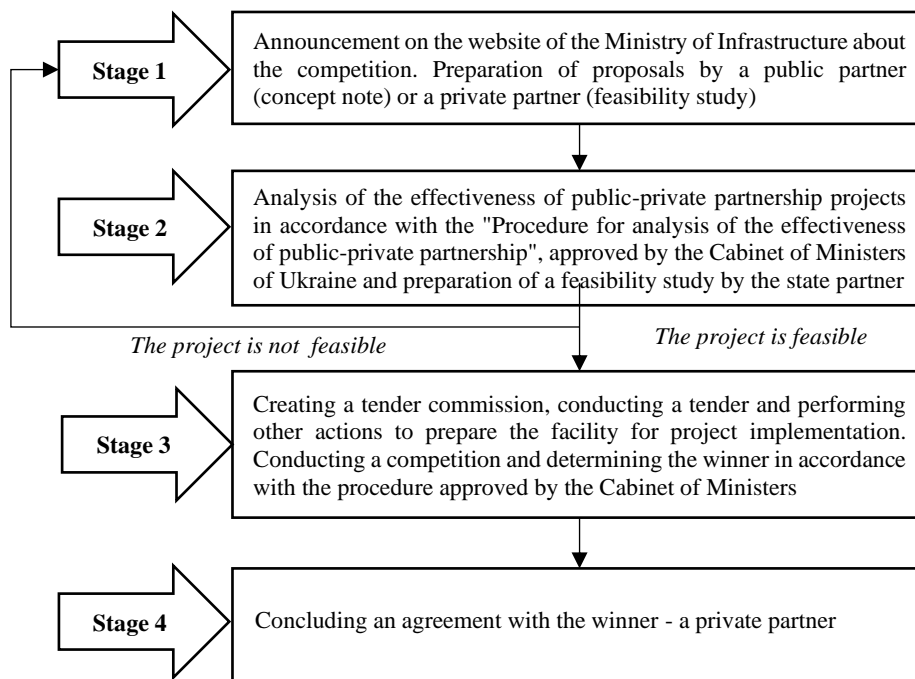 Stage 1
Announcement on the website of the Ministry of Infrastructure about
the competition. Preparation of proposals by a public partner
(concept note) or a private partner (feasibility study)
Stage 2
Analysis of the effectiveness of public-private partnership projects
in accordance with the "Procedure for analysis of the effectiveness
of public-private partnership", approved by the Cabinet of Ministers
of Ukraine and preparation of a feasibility study by the state partner
The project is not feasible
The project is feasible
Stage 3
Creating a tender commission, conducting a tender and performing
other actions to prepare the facility for project implementation.
Conducting a competition and determining the winner in accordance
with the procedure approved by the Cabinet of Ministers
Stage 4
Concluding an agreement with the winner - a private partner